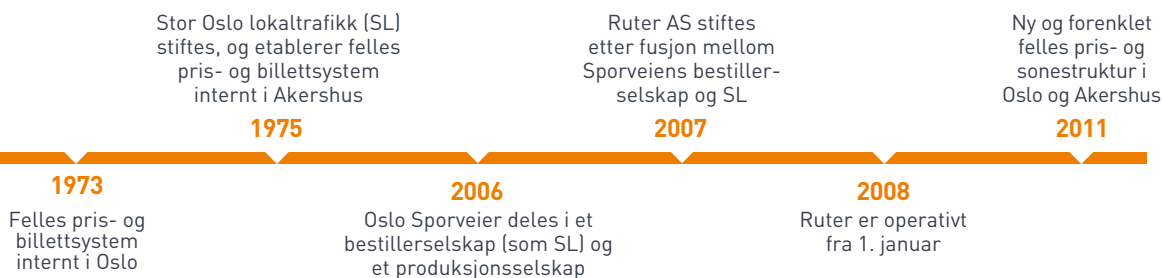 Stor Oslo lokaltrafikk (SL)
stiftes, og etablerer felles
pris- og billettsystem
internt i Akershus
1975
Ruter AS stiftes
etter fusjon mellom
Sporveiens bestiller-
selskap og SL
2007
Ny og forenklet
felles pris- og
sonestruktur i
Oslo og Akershus
2011
1973
Felles pris- og
billettsystem
internt i Oslo
2006
Oslo Sporveier deles i et
bestillerselskap (som SL) og
et produksjonsselskap
2008
Ruter er operativt
fra 1. januar